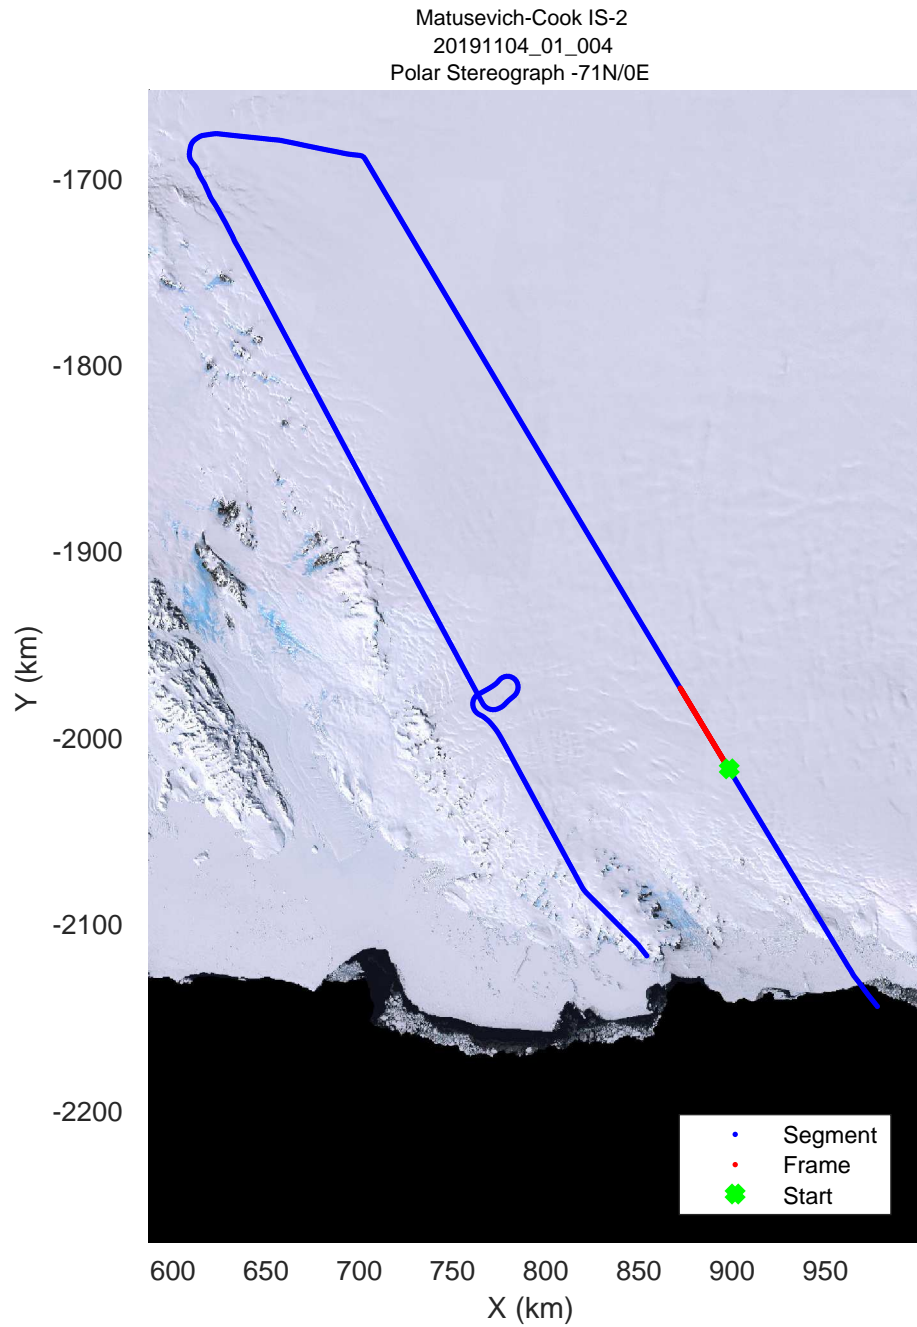 Matusevich-Cook IS-2
20191104_01_004
Polar Stereograph -71N/0E
-1700
-1800
-1900
-2000
-2100
-2200
Y (km)
Segment
Frame
Start
600 650 700 750 800 850 900 950
X (km)